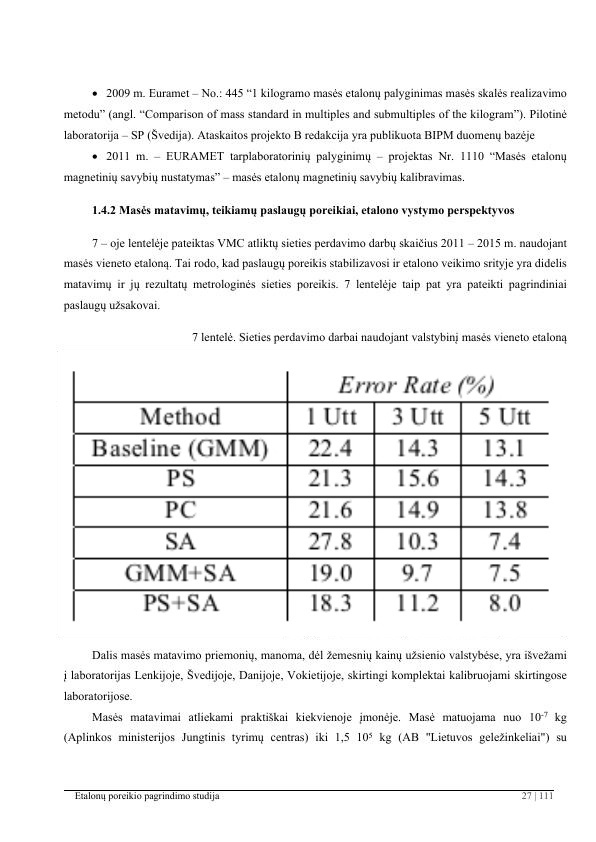 • 2009 m. Euramet – No.: 445 “1 kilogramo masės etalonų palyginimas masės skalės realizavimo
metodu” (angl. “Comparison of mass standard in multiples and submultiples of the kilogram”). Pilotinė
laboratorija – SP (Švedija). Ataskaitos projekto B redakcija yra publikuota BIPM duomenų bazėje
• 2011 m. – EURAMET tarplaboratorinių palyginimų – projektas Nr. 1110 “Masės etalonų
magnetinių savybių nustatymas” – masės etalonų magnetinių savybių kalibravimas.
1.4.2 Masės matavimų, teikiamų paslaugų poreikiai, etalono vystymo perspektyvos
7 – oje lentelėje pateiktas VMC atliktų sieties perdavimo darbų skaičius 2011 – 2015 m. naudojant
masės vieneto etaloną. Tai rodo, kad paslaugų poreikis stabilizavosi ir etalono veikimo srityje yra didelis
matavimų ir jų rezultatų metrologinės sieties poreikis. 7 lentelėje taip pat yra pateikti pagrindiniai
paslaugų užsakovai.
7 lentelė. Sieties perdavimo darbai naudojant valstybinį masės vieneto etaloną
Error Rate (%)
Method 1 Utt 3 Utt 5 Utt
Baseline (GMM) 22.4 14.3 13.1
PS 21.3 15.6 14.3
PC 21.6 14.9 13.8
SA 27.8 10.3 7.4
GMM+SA 19.0 9.7 7.5
PS+SA 18.3 11.2 8.0
Dalis masės matavimo priemonių, manoma, dėl žemesnių kainų užsienio valstybėse, yra išvežami
į laboratorijas Lenkijoje, Švedijoje, Danijoje, Vokietijoje, skirtingi komplektai kalibruojami skirtingose
laboratorijose.
Masės matavimai atliekami praktiškai kiekvienoje įmonėje. Masė matuojama nuo 10⁻⁷ kg
(Aplinkos ministerijos Jungtinis tyrimų centras) iki 1,5 10⁵ kg (AB "Lietuvos geležinkeliai") su
Etalonų poreikio pagrindimo studija 27 | 111